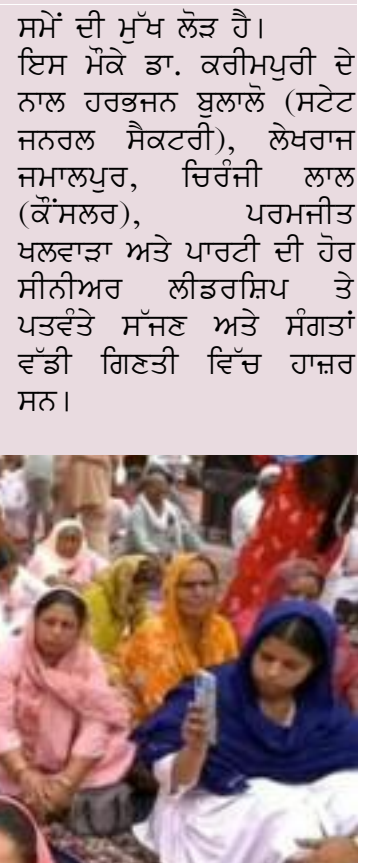 ਸਮੇਂ ਦੀ ਮੁੱਖ ਲੋੜ ਹੈ।
ਇਸ ਮੌਕੇ ਡਾ. ਕਰੀਮਪੁਰੀ ਦੇ
ਨਾਲ ਹਰਭਜਨ ਬੁਲਾਲੋ (ਸਟੇਟ
ਜਨਰਲ ਸੈਕਟਰੀ), ਲੇਖਰਾਜ
ਜਮਾਲਪੁਰ, ਚਿਰੰਜੀ ਲਾਲ
(ਕੌਂਸਲਰ), ਪਰਮਜੀਤ
ਖਲਵਾੜਾ ਅਤੇ ਪਾਰਟੀ ਦੀ ਹੋਰ
ਸੀਨੀਅਰ ਲੀਡਰਸ਼ਿਪ ਤੇ
ਪਤਵੰਤੇ ਸੱਜਣ ਅਤੇ ਸੰਗਤਾਂ
ਵੱਡੀ ਗਿਣਤੀ ਵਿੱਚ ਹਾਜ਼ਰ
ਸਨ।